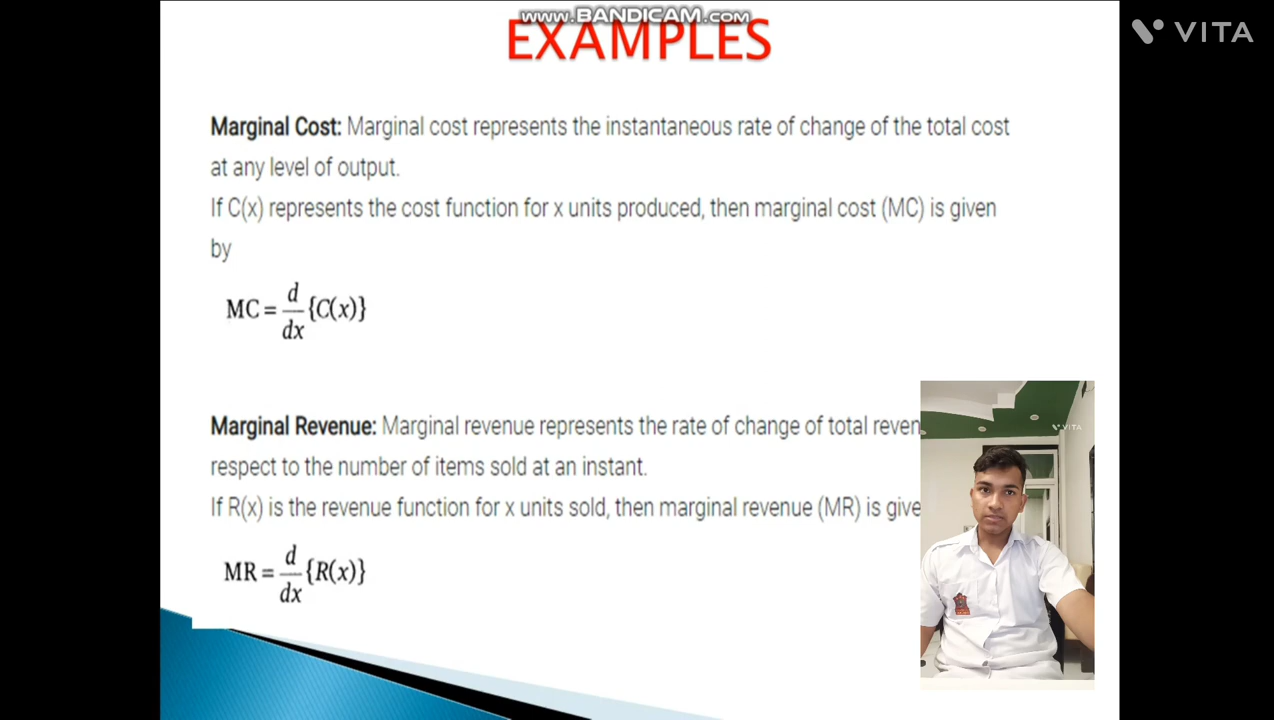 www.BANDICAM.com
VITA
EXAMPLES
Marginal Cost: Marginal cost represents the instantaneous rate of change of the total cost
at any level of output.
If C(x) represents the cost function for x units produced, then marginal cost (MC) is given
by
MC = d/dx {C(x)}
Marginal Revenue: Marginal revenue represents the rate of change of total reven
respect to the number of items sold at an instant.
If R(x) is the revenue function for x units sold, then marginal revenue (MR) is give
MR = d/dx {R(x)}
VITA